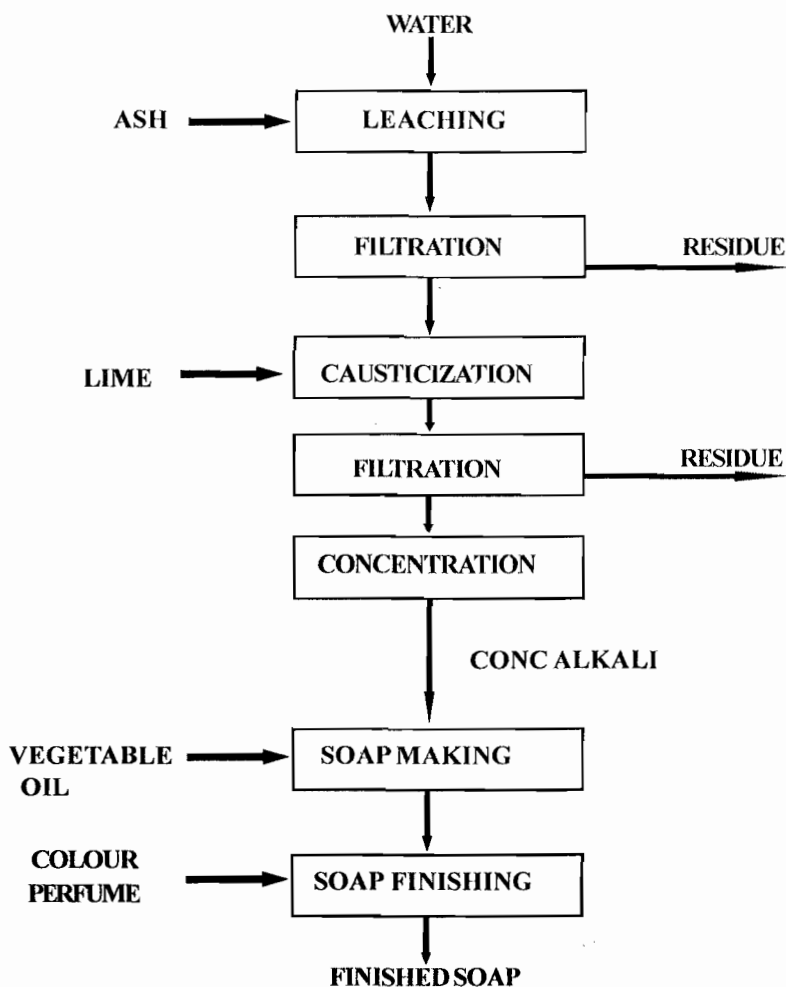 WATER
ASH
LEACHING
FILTRATION
RESIDUE
LIME
CAUSTICIZATION
FILTRATION
RESIDUE
CONCENTRATION
CONC ALKALI
VEGETABLE
OIL
SOAP MAKING
COLOUR
PERFUME
SOAP FINISHING
FINISHED SOAP